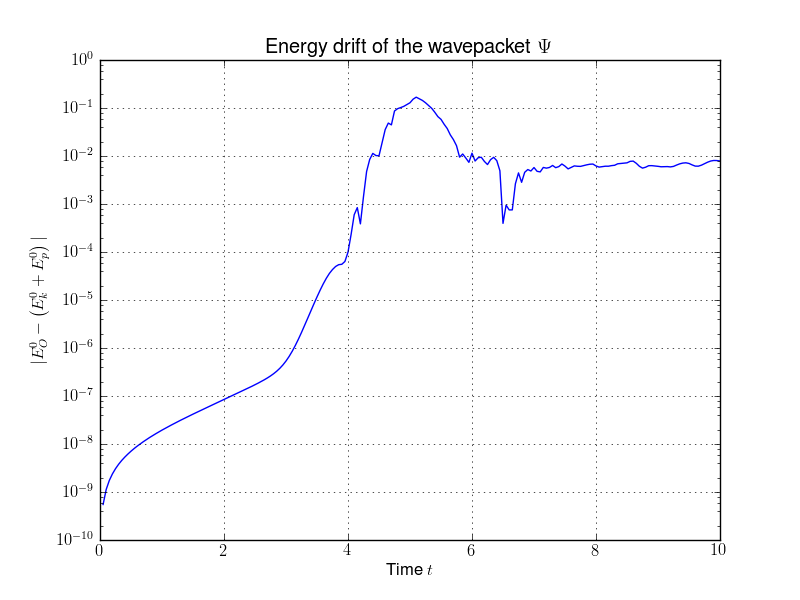 Energy drift of the wavepacket Ψ
10⁰
10⁻¹
10⁻²
10⁻³
10⁻⁴
10⁻⁵
10⁻⁶
10⁻⁷
10⁻⁸
10⁻⁹
10⁻¹⁰
|E_O^0 − (E_k^0 + E_p^0) |
0 2 4 6 8 10
Time t